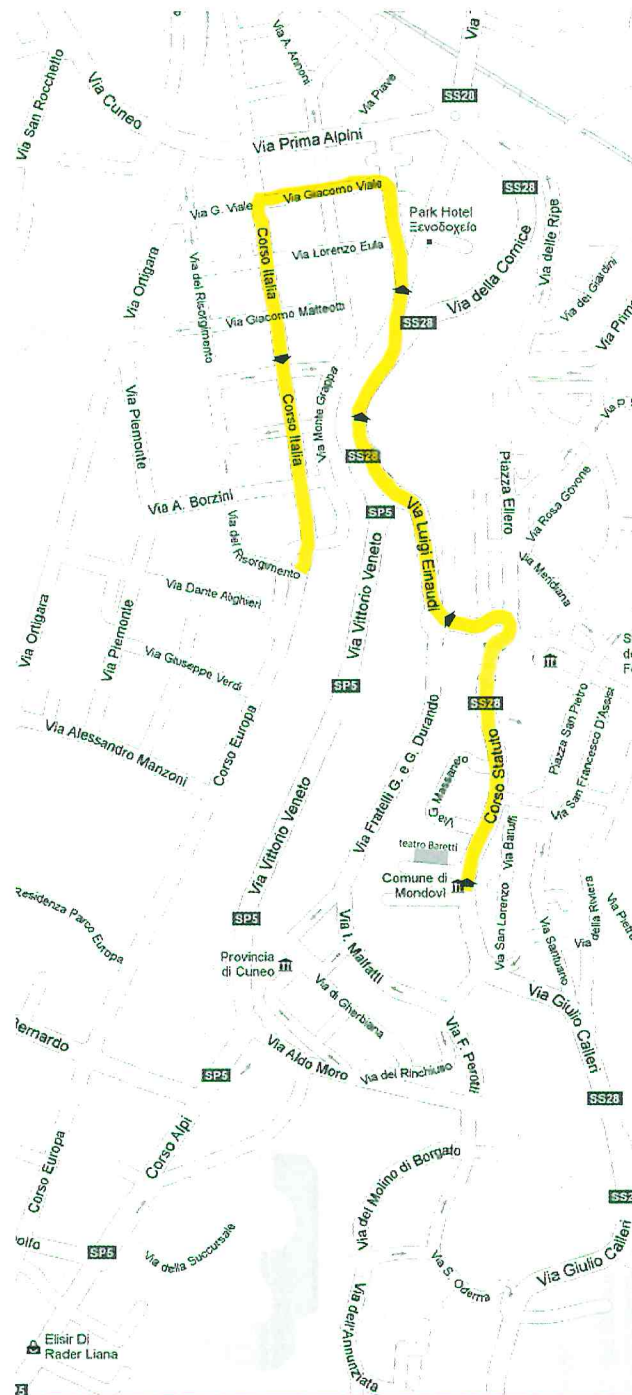 Via San Rocchetto
Via Cuneo
Via A. Annoni
Via Piave
Via
SS28
Via Prima Alpini
SS28
Via G. Viale
Via Giacomo Viale
Park Hotel
Ξενοδοχείο
Via delle Ripe
Corso Italia
Via Lorenzo Eula
Via della Cornice
Via dei Giardini
Via Ortigara
Via del Risorgimento
Via Giacomo Matteotti
SS28
Via Prima
Via Piemonte
Corso Italia
Via Monte Grappa
Via P.
SS28
Via A. Borzini
SP5
Via Luigi Einaudi
Piazza Ellero
Via Rosa Govone
Via del Risorgimento
Via Meridiana
Via Dante Alighieri
Via Vittorio Veneto
Via Ortigara
Via Piemonte
Via Giuseppe Verdi
SP5
SS28
Via Alessandro Manzoni
Corso Europa
Via Fratelli G. e G. Durando
Via G. Massanero
Corso Statuto
Piazza San Pietro
Via San Francesco D'Assisi
Via Vittorio Veneto
teatro Baretti
Via Baruffi
Comune di
Mondovì
Residenza Parco Europa
SP5
Via San Lorenzo
Via della Riviera
Provincia
di Cuneo
Via I. Malfatti
Via di Gherbiana
Via Giulio Calleri
Bernardo
Via Aldo Moro
Via F. Perotti
SP5
Via del Rinchiuso
SS28
Corso Europa
Corso Alpi
Via del Molino di Borgato
SP5
Via della Succursale
Via S. Oderma
Via Giulio Calleri
Via dell'Annunziata
Elisir Di
Rader Liana